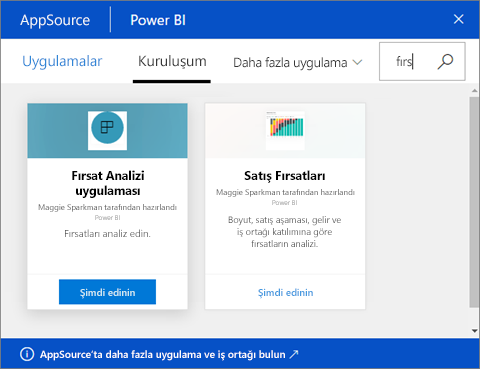 AppSource Power BI
Uygulamalar Kuruluşum Daha fazla uygulama fırs
Fırsat Analizi
uygulaması
Maggie Sparkman tarafından hazırlandı
Power BI
Fırsatları analiz edin.
Şimdi edinin
Satış Fırsatları
Maggie Sparkman tarafından hazırlandı
Power BI
Boyut, satış aşaması, gelir ve
iş ortağı katılımına göre
fırsatların analizi.
Şimdi edinin
AppSource'ta daha fazla uygulama ve iş ortağı bulun